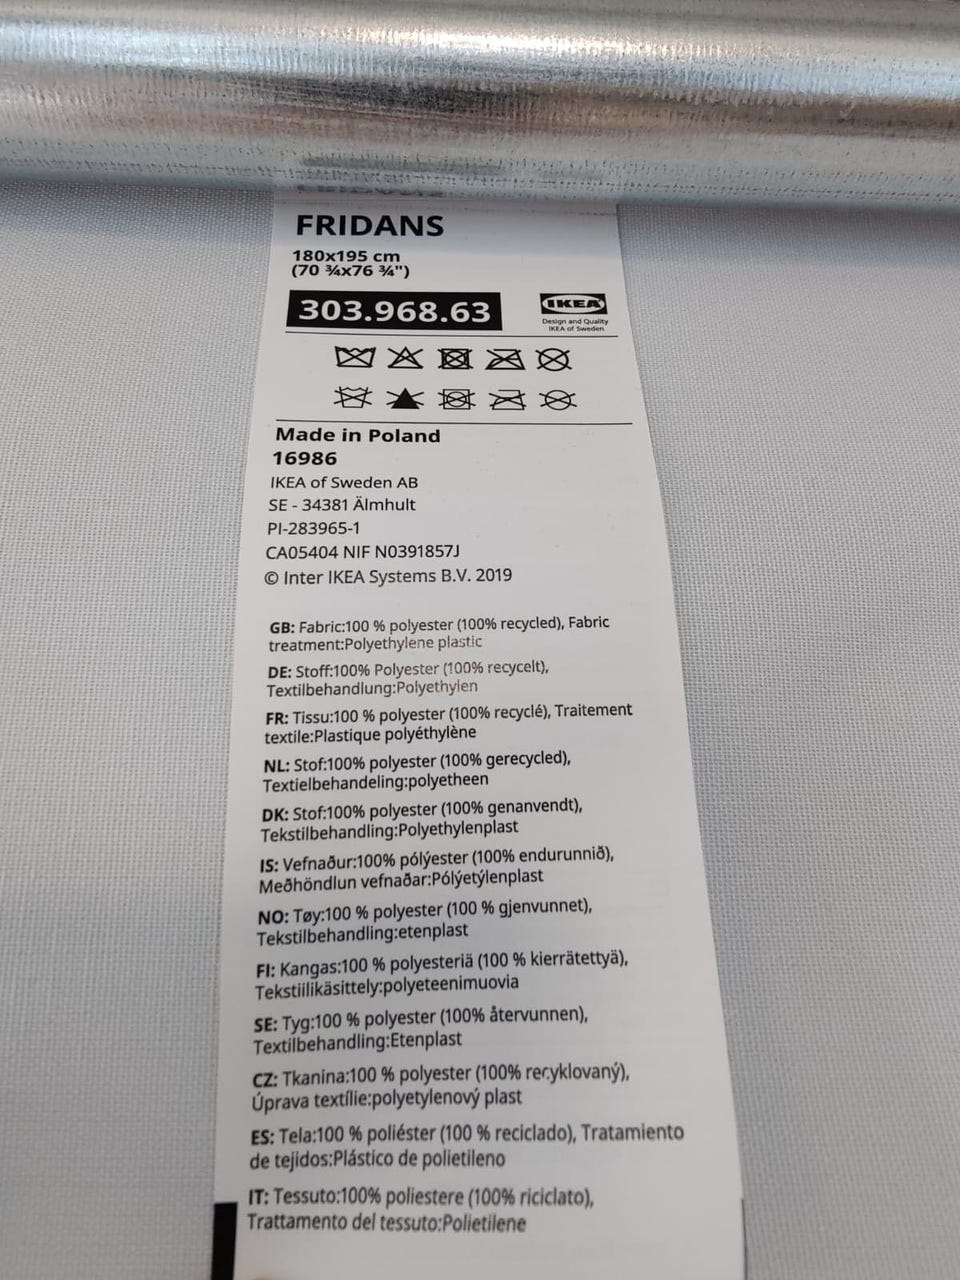 FRIDANS
180x195 cm
(70 ¾x76 ¾")
303.968.63
IKEA
Design and Quality
IKEA of Sweden
Made in Poland
16986
IKEA of Sweden AB
SE - 34381 Älmhult
PI-283965-1
CA05404 NIF N0391857J
© Inter IKEA Systems B.V. 2019
GB: Fabric:100 % polyester (100% recycled), Fabric
treatment:Polyethylene plastic
DE: Stoff:100% Polyester (100% recycelt),
Textilbehandlung:Polyethylen
FR: Tissu:100 % polyester (100% recyclé), Traitement
textile:Plastique polyéthylène
NL: Stof:100% polyester (100% gerecycled),
Textielbehandeling:polyetheen
DK: Stof:100% polyester (100% genanvendt),
Tekstilbehandling:Polyethylenplast
IS: Vefnaður:100% pólýester (100% endurunnið),
Meðhöndlun vefnaðar:Pólýetýlenplast
NO: Tøy:100 % polyester (100 % gjenvunnet),
Tekstilbehandling:etenplast
FI: Kangas:100 % polyesteriä (100 % kierrätettyä),
Tekstiilikäsittely:polyeteenimuovia
SE: Tyg:100 % polyester (100% återvunnen),
Textilbehandling:Etenplast
CZ: Tkanina:100 % polyester (100% recyklovaný),
Úprava textílie:polyetylenový plast
ES: Tela:100 % poliéster (100 % reciclado), Tratamiento
de tejidos:Plástico de polietileno
IT: Tessuto:100% poliestere (100% riciclato),
Trattamento del tessuto:Polietilene